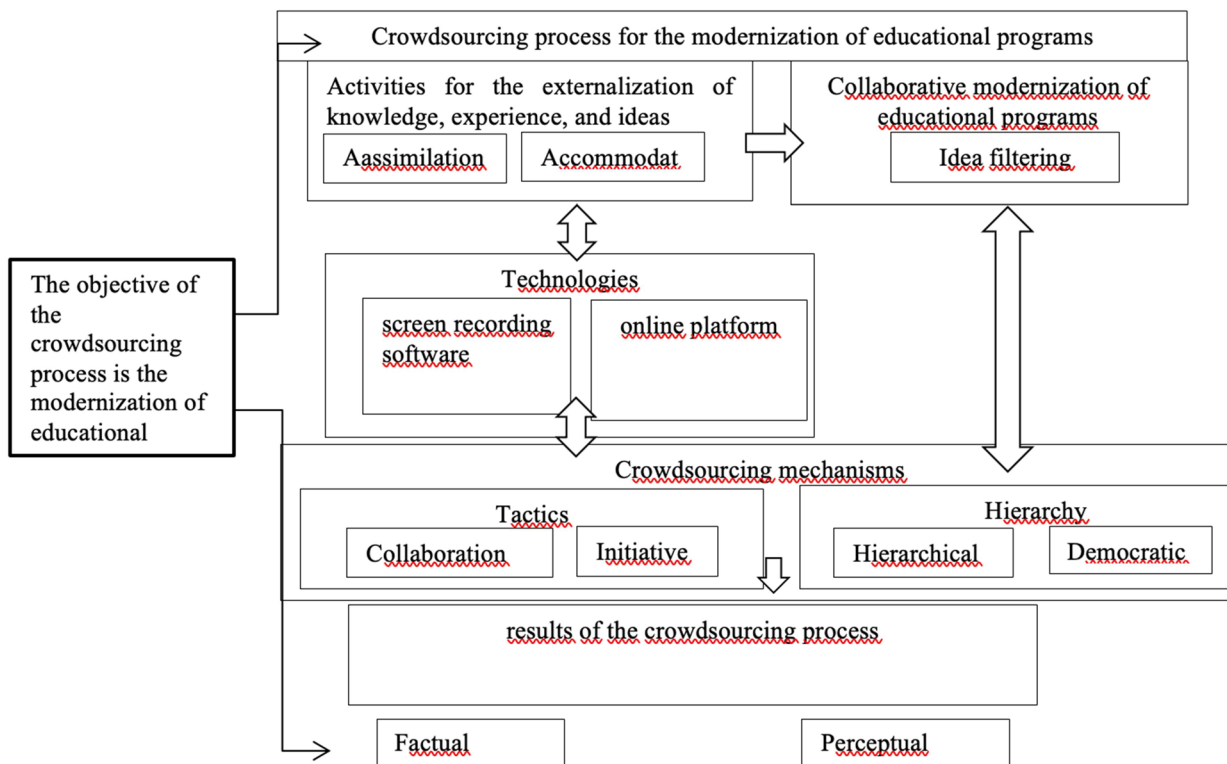 Crowdsourcing process for the modernization of educational programs
Activities for the externalization of
knowledge, experience, and ideas
Aassimilation
Accommodat
Collaborative modernization of
educational programs
Idea filtering
The objective of
the
crowdsourcing
process is the
modernization of
educational
Technologies
screen recording
software
online platform
Crowdsourcing mechanisms
Tactics
Collaboration
Initiative
Hierarchy
Hierarchical
Democratic
results of the crowdsourcing process
Factual
Perceptual